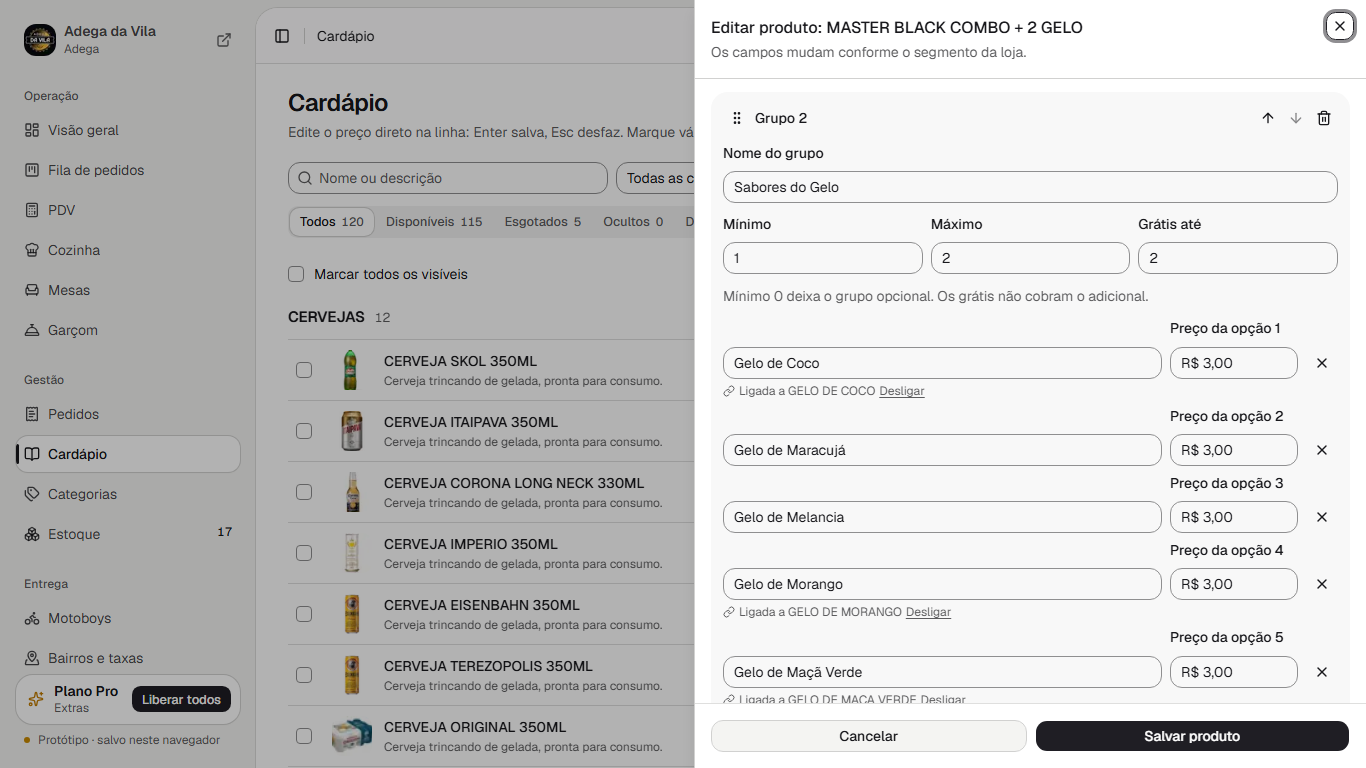 Adega da Vila
Adega
Operação
Visão geral
Fila de pedidos
PDV
Cozinha
Mesas
Garçom
Gestão
Pedidos
Cardápio
Categorias
Estoque 17
Entrega
Motoboys
Bairros e taxas
Plano Pro
Extras
Liberar todos
Protótipo · salvo neste navegador
Cardápio
Cardápio
Edite o preço direto na linha: Enter salva, Esc desfaz. Marque vá
Nome ou descrição
Todas as c
Todos 120 Disponíveis 115 Esgotados 5 Ocultos 0 D
Marcar todos os visíveis
CERVEJAS 12
CERVEJA SKOL 350ML
Cerveja trincando de gelada, pronta para consumo.
CERVEJA ITAIPAVA 350ML
Cerveja trincando de gelada, pronta para consumo.
CERVEJA CORONA LONG NECK 330ML
Cerveja trincando de gelada, pronta para consumo.
CERVEJA IMPERIO 350ML
Cerveja trincando de gelada, pronta para consumo.
CERVEJA EISENBAHN 350ML
Cerveja trincando de gelada, pronta para consumo.
CERVEJA TEREZOPOLIS 350ML
Cerveja trincando de gelada, pronta para consumo.
CERVEJA ORIGINAL 350ML
Cerveja trincando de gelada, pronta para consumo.
Editar produto: MASTER BLACK COMBO + 2 GELO
Os campos mudam conforme o segmento da loja.
Grupo 2
Nome do grupo
Sabores do Gelo
Mínimo Máximo Grátis até
1 2 2
Mínimo 0 deixa o grupo opcional. Os grátis não cobram o adicional.
Preço da opção 1
Gelo de Coco R$ 3,00
Ligada a GELO DE COCO Desligar
Preço da opção 2
Gelo de Maracujá R$ 3,00
Preço da opção 3
Gelo de Melancia R$ 3,00
Preço da opção 4
Gelo de Morango R$ 3,00
Ligada a GELO DE MORANGO Desligar
Preço da opção 5
Gelo de Maçã Verde R$ 3,00
Ligada a GELO DE MACA VERDE Desligar
Cancelar
Salvar produto